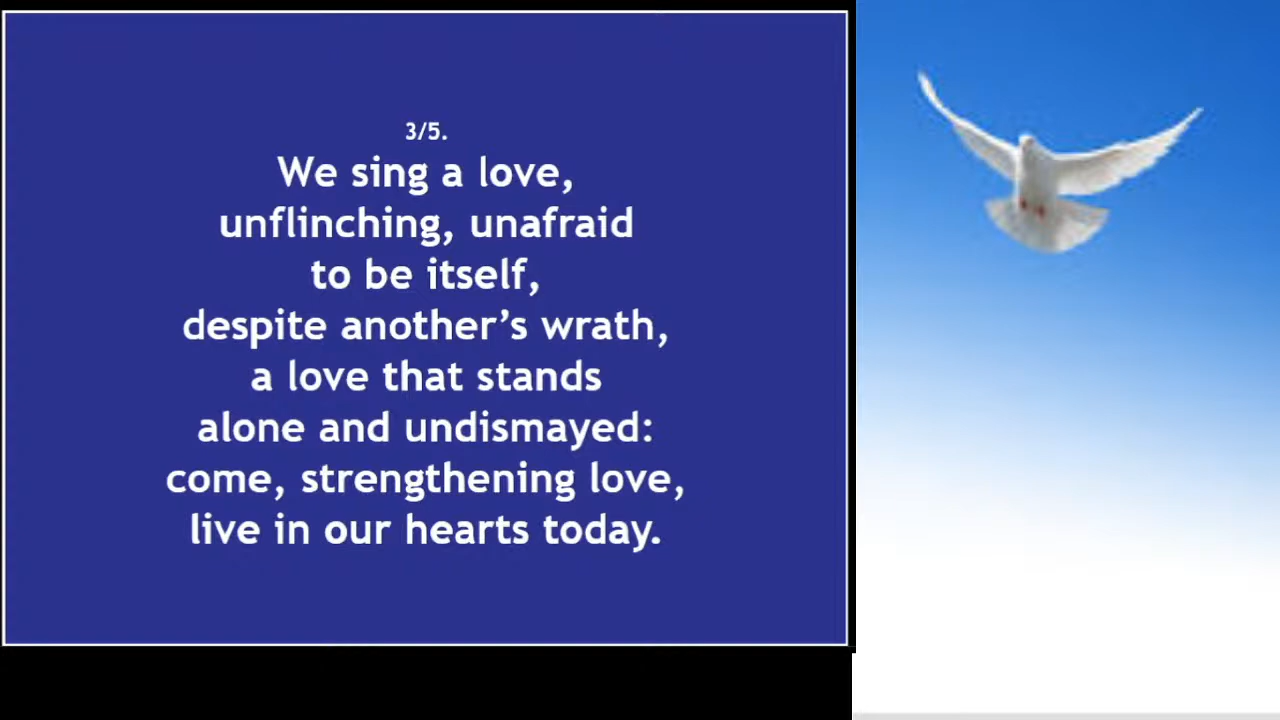 3/5.
We sing a love,
unflinching, unafraid
to be itself,
despite another’s wrath,
a love that stands
alone and undismayed:
come, strengthening love,
live in our hearts today.